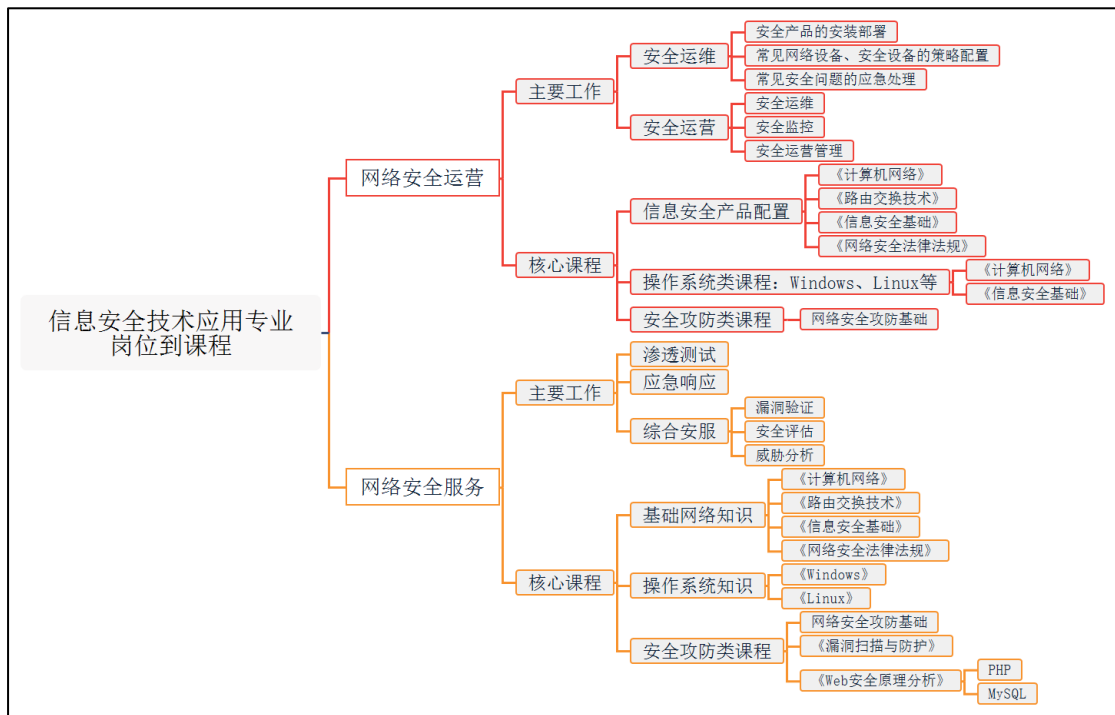 信息安全技术应用专业
岗位到课程
网络安全运营
主要工作
安全运维
安全产品的安装部署
常见网络设备、安全设备的策略配置
常见安全问题的应急处理
安全运营
安全运维
安全监控
安全运营管理
核心课程
信息安全产品配置
《计算机网络》
《路由交换技术》
《信息安全基础》
《网络安全法律法规》
操作系统类课程：Windows、Linux等
《计算机网络》
《信息安全基础》
安全攻防类课程
网络安全攻防基础
网络安全服务
主要工作
渗透测试
应急响应
综合安服
漏洞验证
安全评估
威胁分析
核心课程
基础网络知识
《计算机网络》
《路由交换技术》
《信息安全基础》
《网络安全法律法规》
操作系统知识
《Windows》
《Linux》
安全攻防类课程
网络安全攻防基础
《漏洞扫描与防护》
《Web安全原理分析》
PHP
MySQL